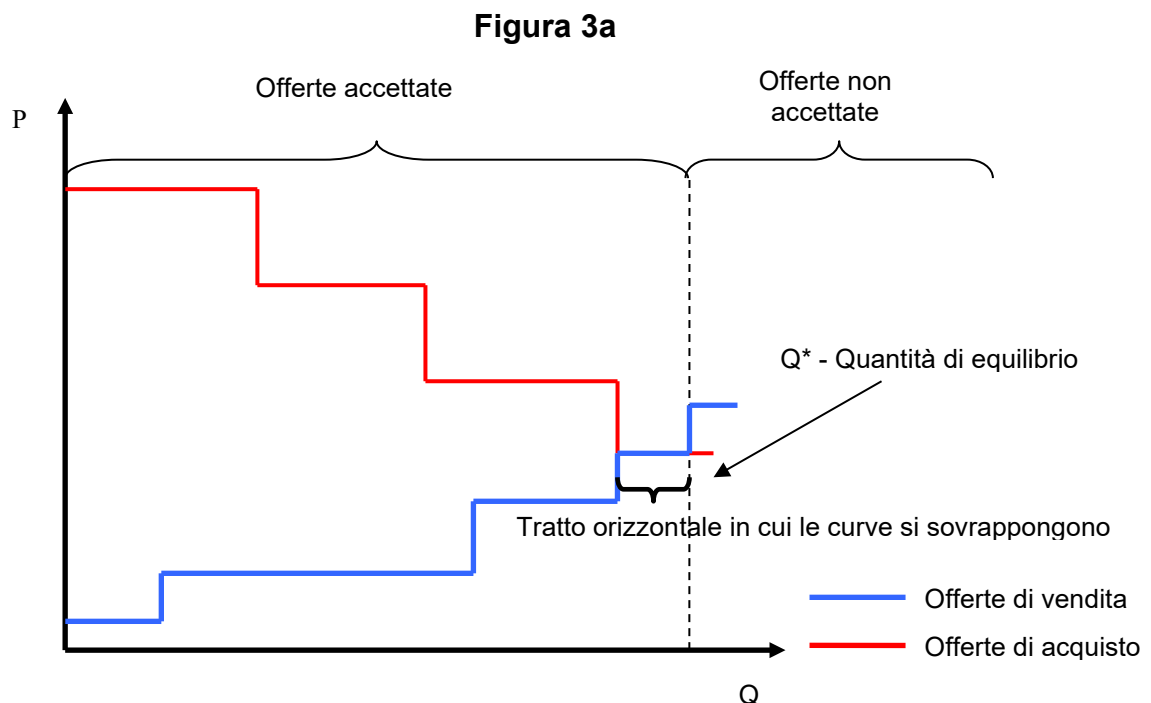 Figura 3a
Offerte accettate
Offerte non
accettate
P
Q* - Quantità di equilibrio
Tratto orizzontale in cui le curve si sovrappongono
Offerte di vendita
Offerte di acquisto
Q